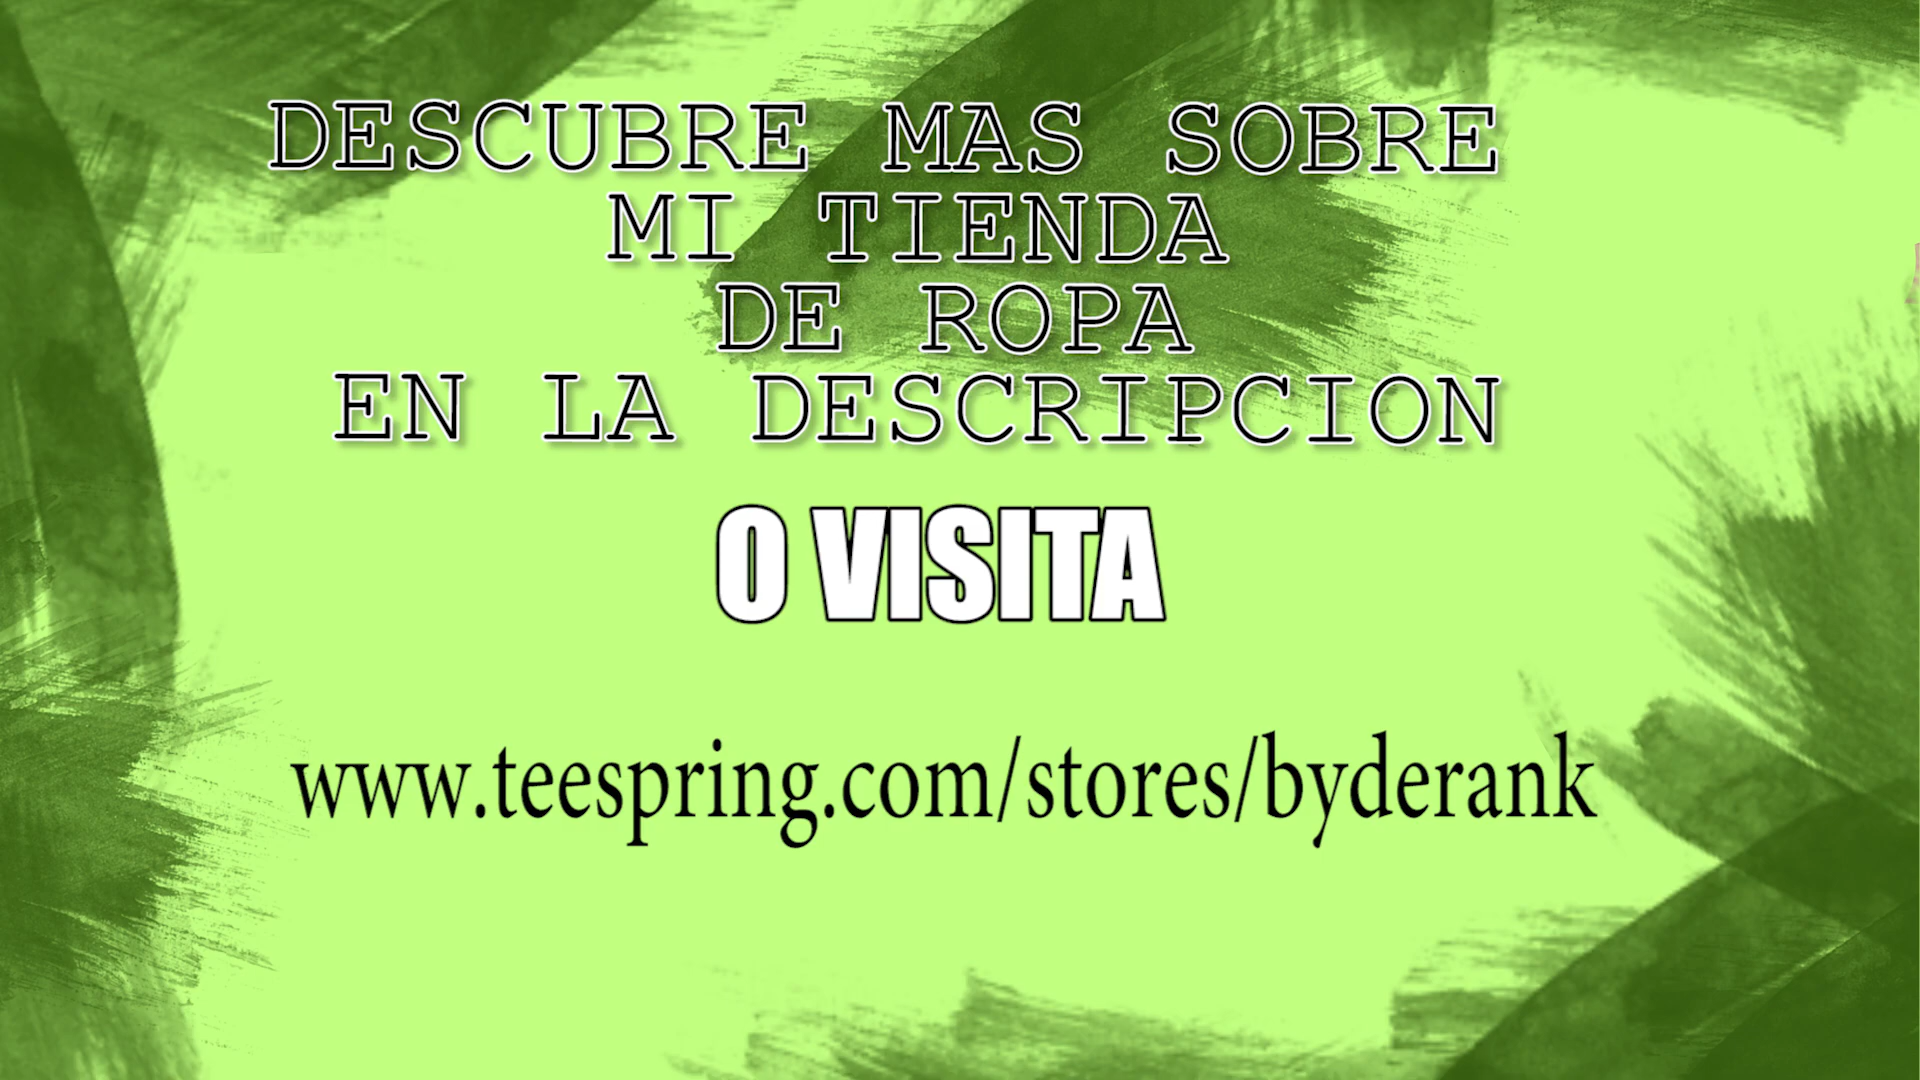 DESCUBRE MAS SOBRE
MI TIENDA
DE ROPA
EN LA DESCRIPCION
O VISITA
www.teespring.com/stores/byderank